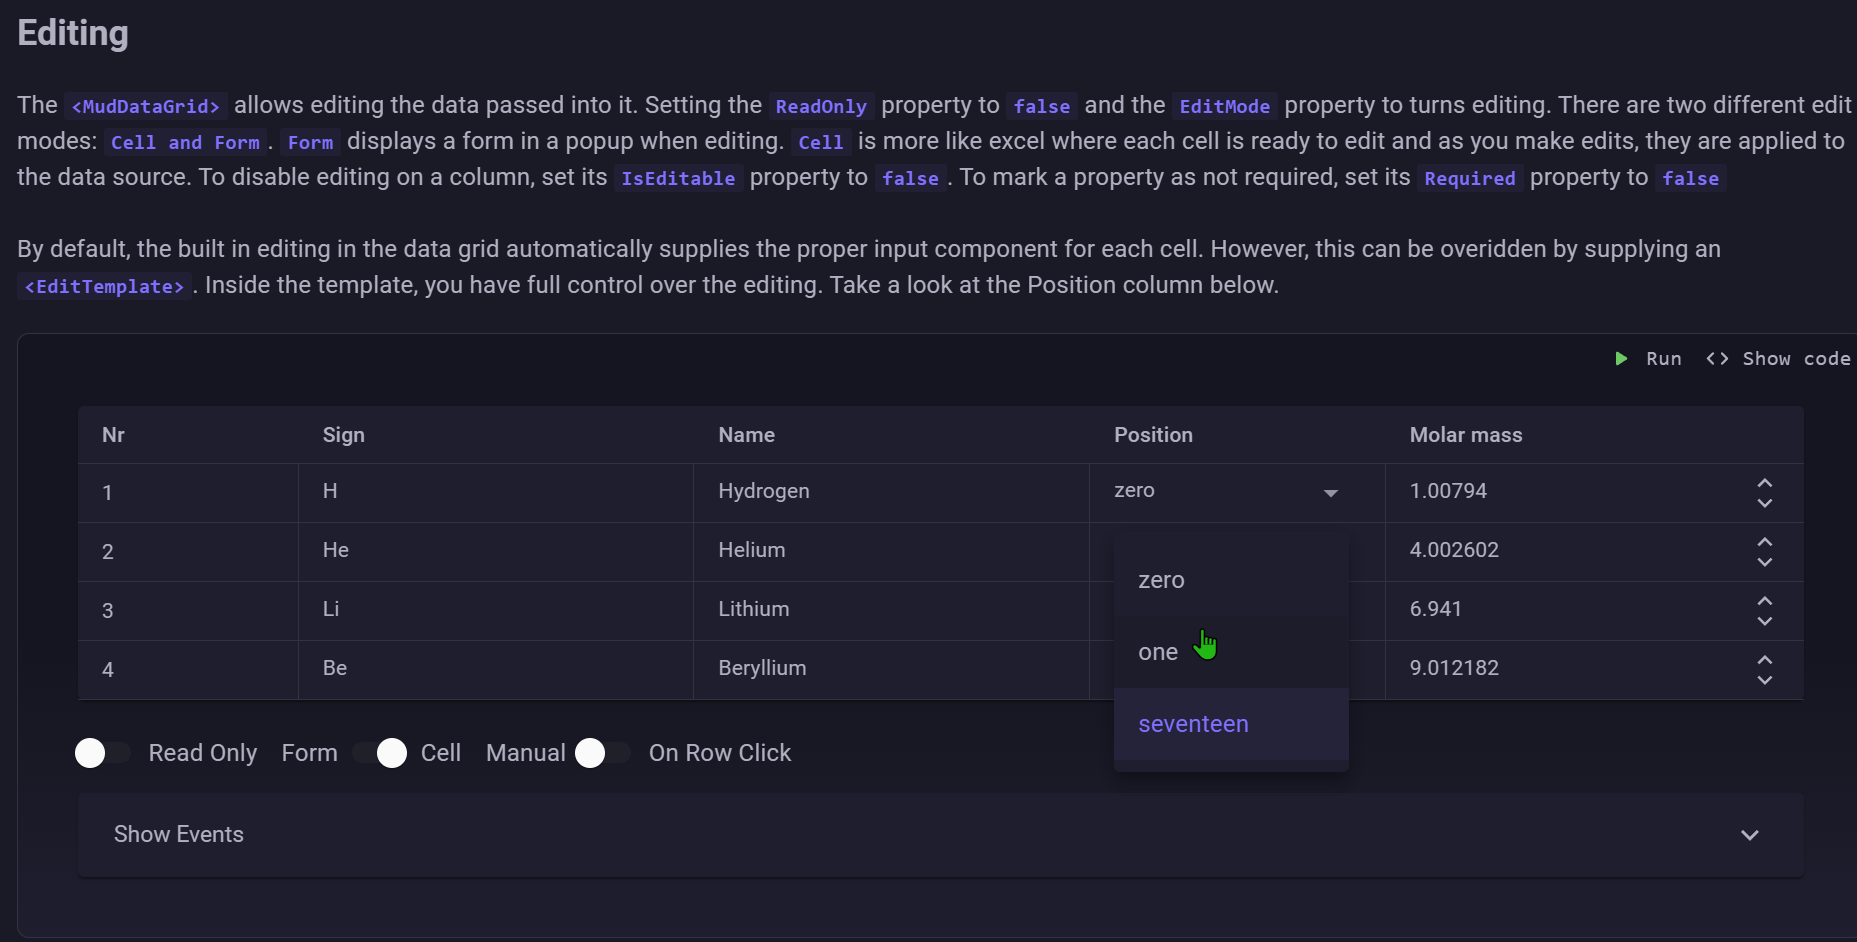 Editing
The <MudDataGrid> allows editing the data passed into it. Setting the ReadOnly property to false and the EditMode property to turns editing. There are two different edit
modes: Cell and Form. Form displays a form in a popup when editing. Cell is more like excel where each cell is ready to edit and as you make edits, they are applied to
the data source. To disable editing on a column, set its IsEditable property to false. To mark a property as not required, set its Required property to false
By default, the built in editing in the data grid automatically supplies the proper input component for each cell. However, this can be overidden by supplying an
<EditTemplate>. Inside the template, you have full control over the editing. Take a look at the Position column below.
Run <> Show code
Nr Sign Name Position Molar mass
1 H Hydrogen zero 1.00794
2 He Helium 4.002602
3 Li Lithium 6.941
4 Be Beryllium 9.012182
zero
one
seventeen
Read Only Form Cell Manual On Row Click
Show Events